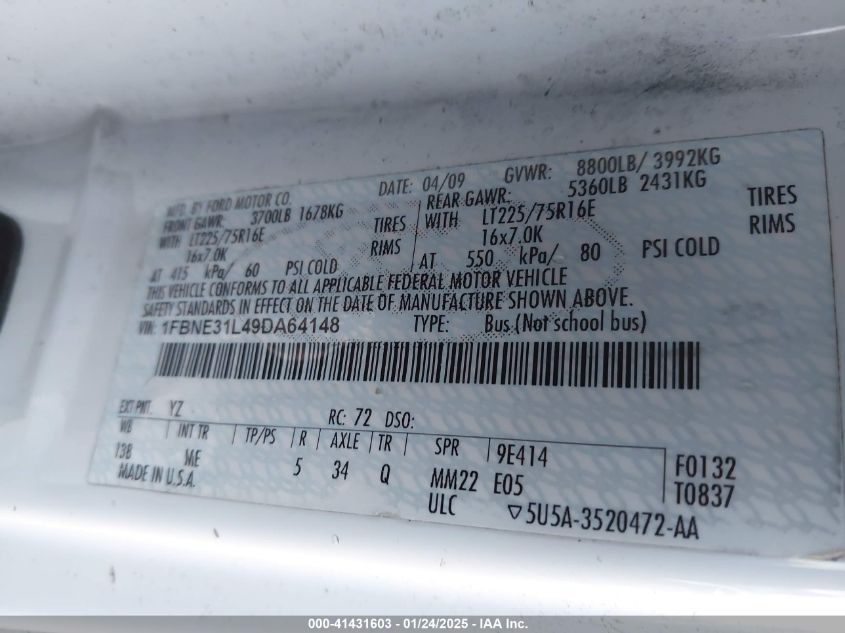 MFD. BY FORD MOTOR CO. DATE: 04/09 GVWR: 8800LB/ 3992KG
FRONT GAWR: 3700LB 1678KG REAR GAWR: 5360LB 2431KG
WITH LT225/75R16E TIRES WITH LT225/75R16E TIRES
16x7.0K RIMS 16x7.0K RIMS
AT 415 kPa/ 60 PSI COLD AT 550 kPa/ 80 PSI COLD
THIS VEHICLE CONFORMS TO ALL APPLICABLE FEDERAL MOTOR VEHICLE
SAFETY STANDARDS IN EFFECT ON THE DATE OF MANUFACTURE SHOWN ABOVE.
VIN: 1FBNE31L49DA64148 TYPE: Bus (Not school bus)
EXT PNT: YZ RC: 72 DSO:
WB INT TR TP/PS R AXLE TR SPR 9E414 F0132
138 ME 5 34 Q MM22 E05 T0837
MADE IN U.S.A. ULC ▽5U5A-3520472-AA
000-41431603 - 01/24/2025 - IAA Inc.